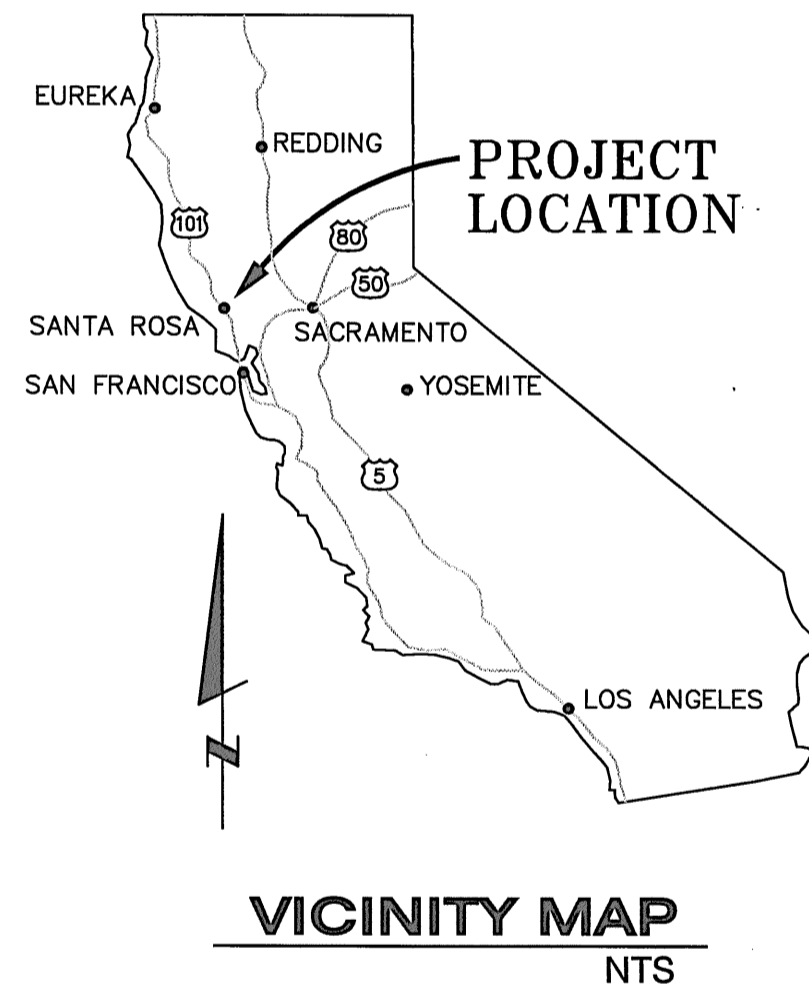 EUREKA
REDDING
PROJECT
LOCATION
101
80
50
SANTA ROSA
SACRAMENTO
SAN FRANCISCO
YOSEMITE
5
LOS ANGELES
N
VICINITY MAP
NTS